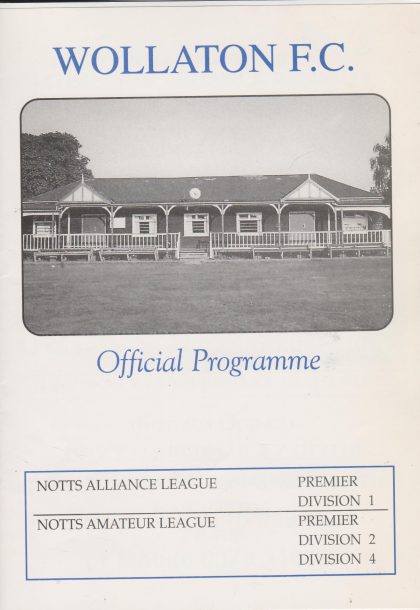 WOLLATON F.C.
Official Programme
NOTTS ALLIANCE LEAGUE PREMIER
DIVISION 1
NOTTS AMATEUR LEAGUE PREMIER
DIVISION 2
DIVISION 4